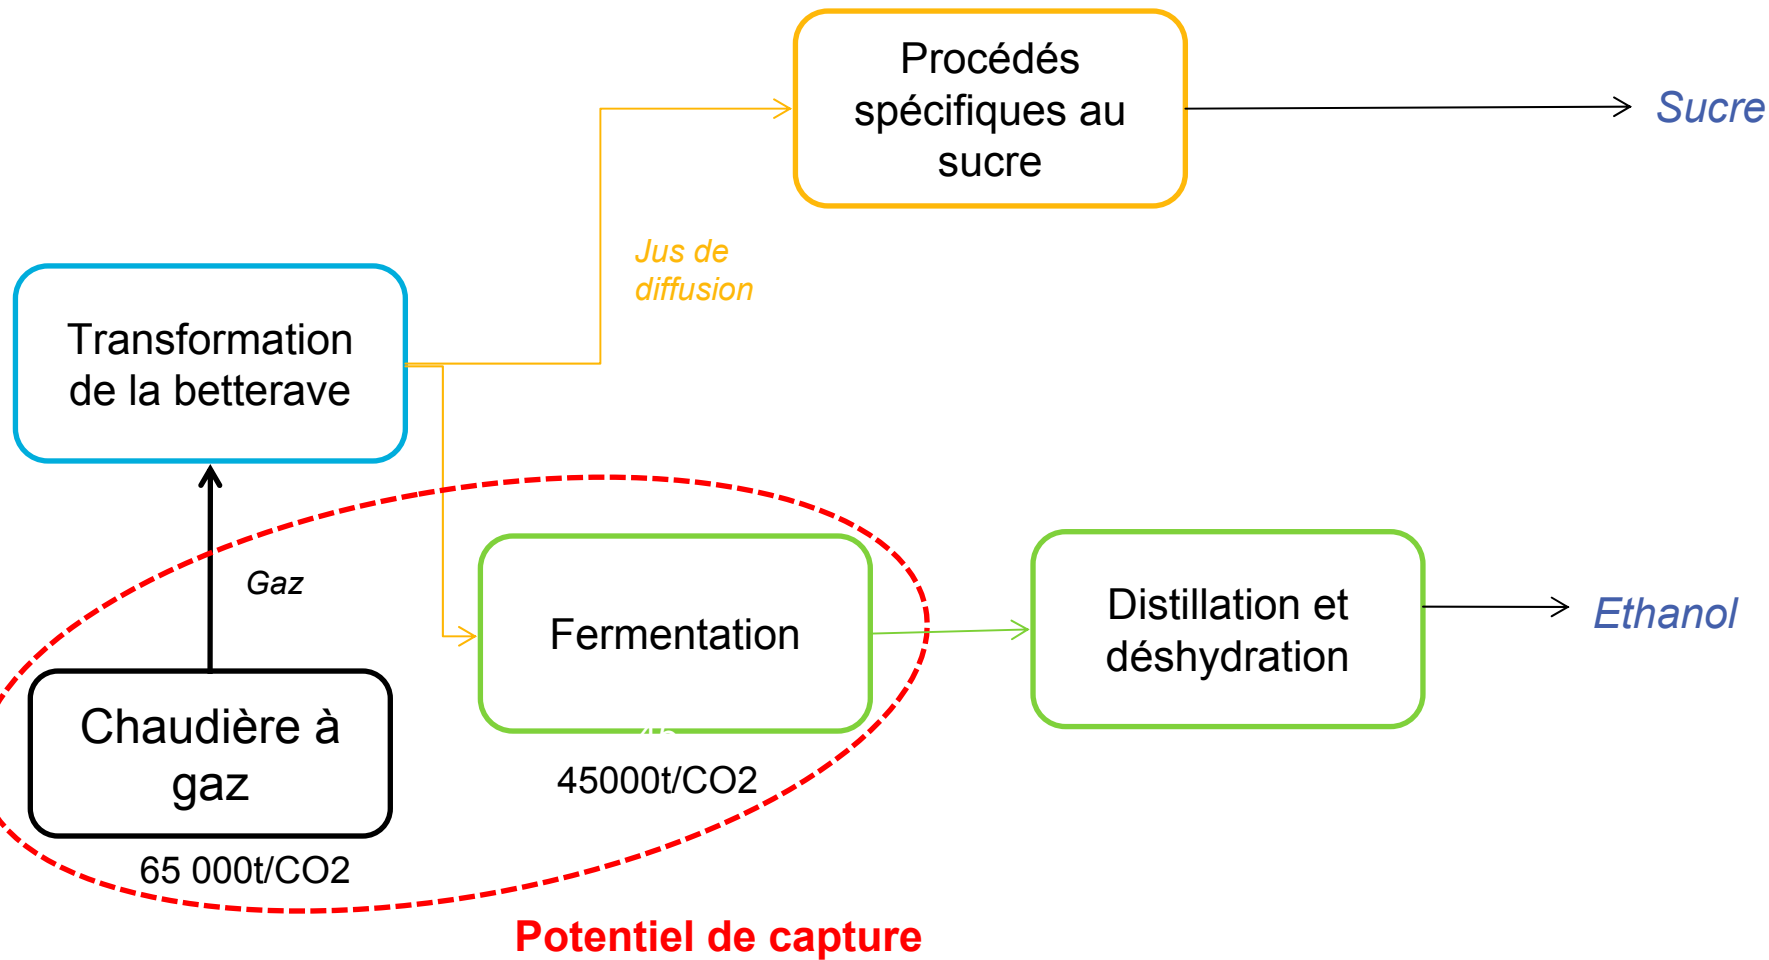 Procédés
spécifiques au
sucre
Sucre
Jus de
diffusion
Transformation
de la betterave
Gaz
Fermentation
Distillation et
déshydration
Ethanol
Chaudière à
gaz
45000t/CO2
65 000t/CO2
Potentiel de capture